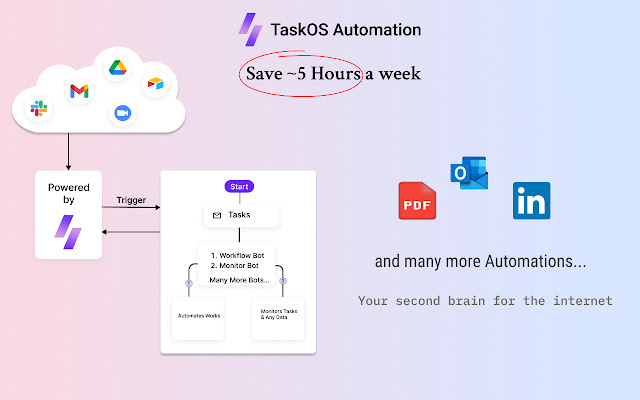 TaskOS Automation
Save ~5 Hours a week
Powered
by
Trigger
Start
Tasks
1. Workflow Bot
2. Monitor Bot
Many More Bots...
1
2
Automates Works
Monitors Tasks
& Any Data
PDF
O
in
and many more Automations...
Your second brain for the internet